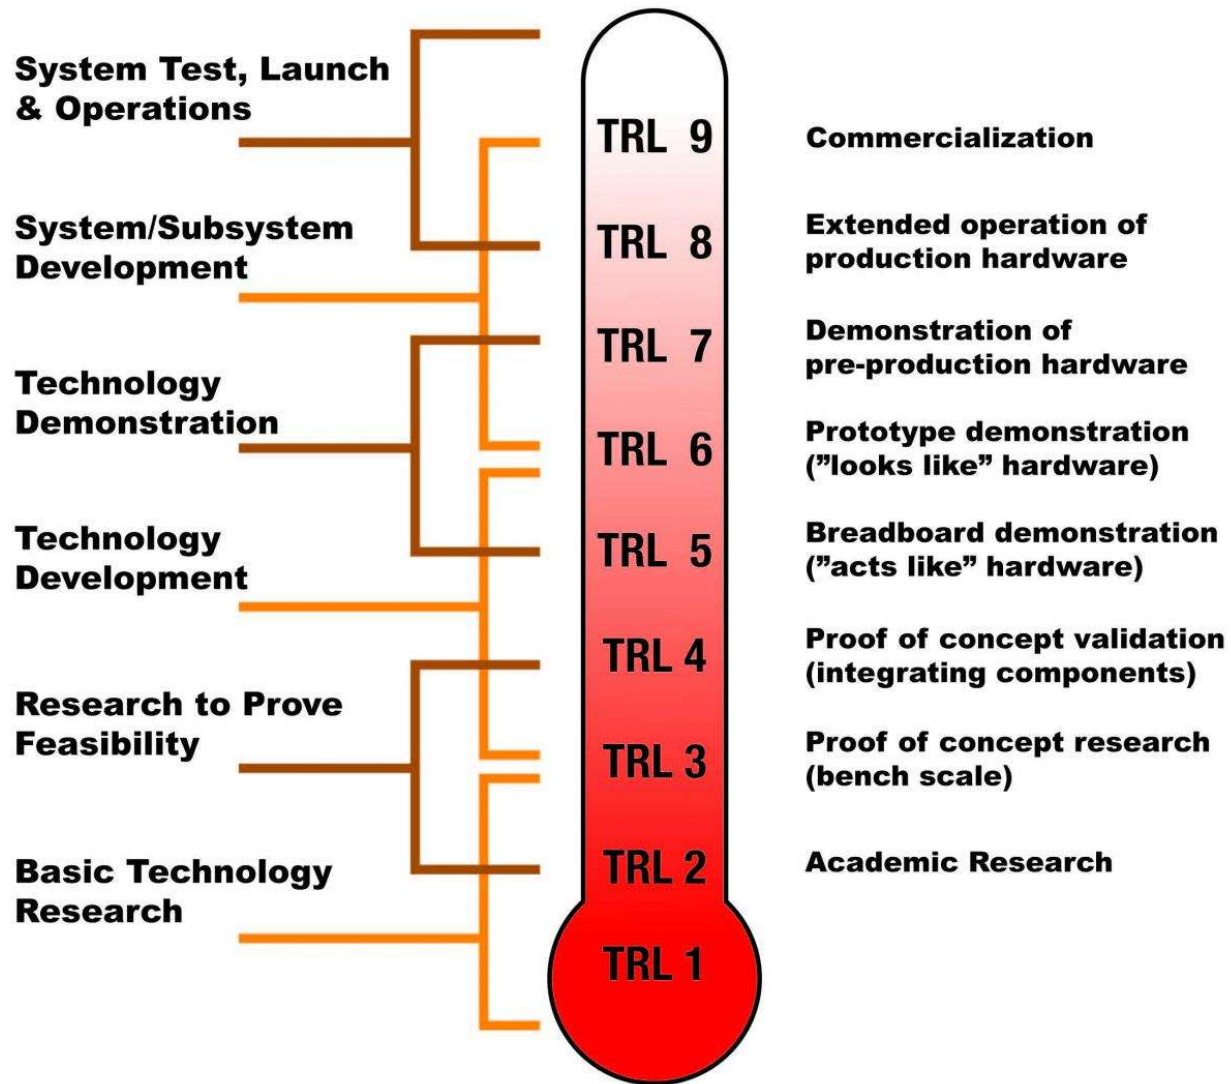 System Test, Launch
& Operations
System/Subsystem
Development
Technology
Demonstration
Technology
Development
Research to Prove
Feasibility
Basic Technology
Research
TRL 9
TRL 8
TRL 7
TRL 6
TRL 5
TRL 4
TRL 3
TRL 2
TRL 1
Commercialization
Extended operation of
production hardware
Demonstration of
pre-production hardware
Prototype demonstration
(”looks like” hardware)
Breadboard demonstration
(”acts like” hardware)
Proof of concept validation
(integrating components)
Proof of concept research
(bench scale)
Academic Research